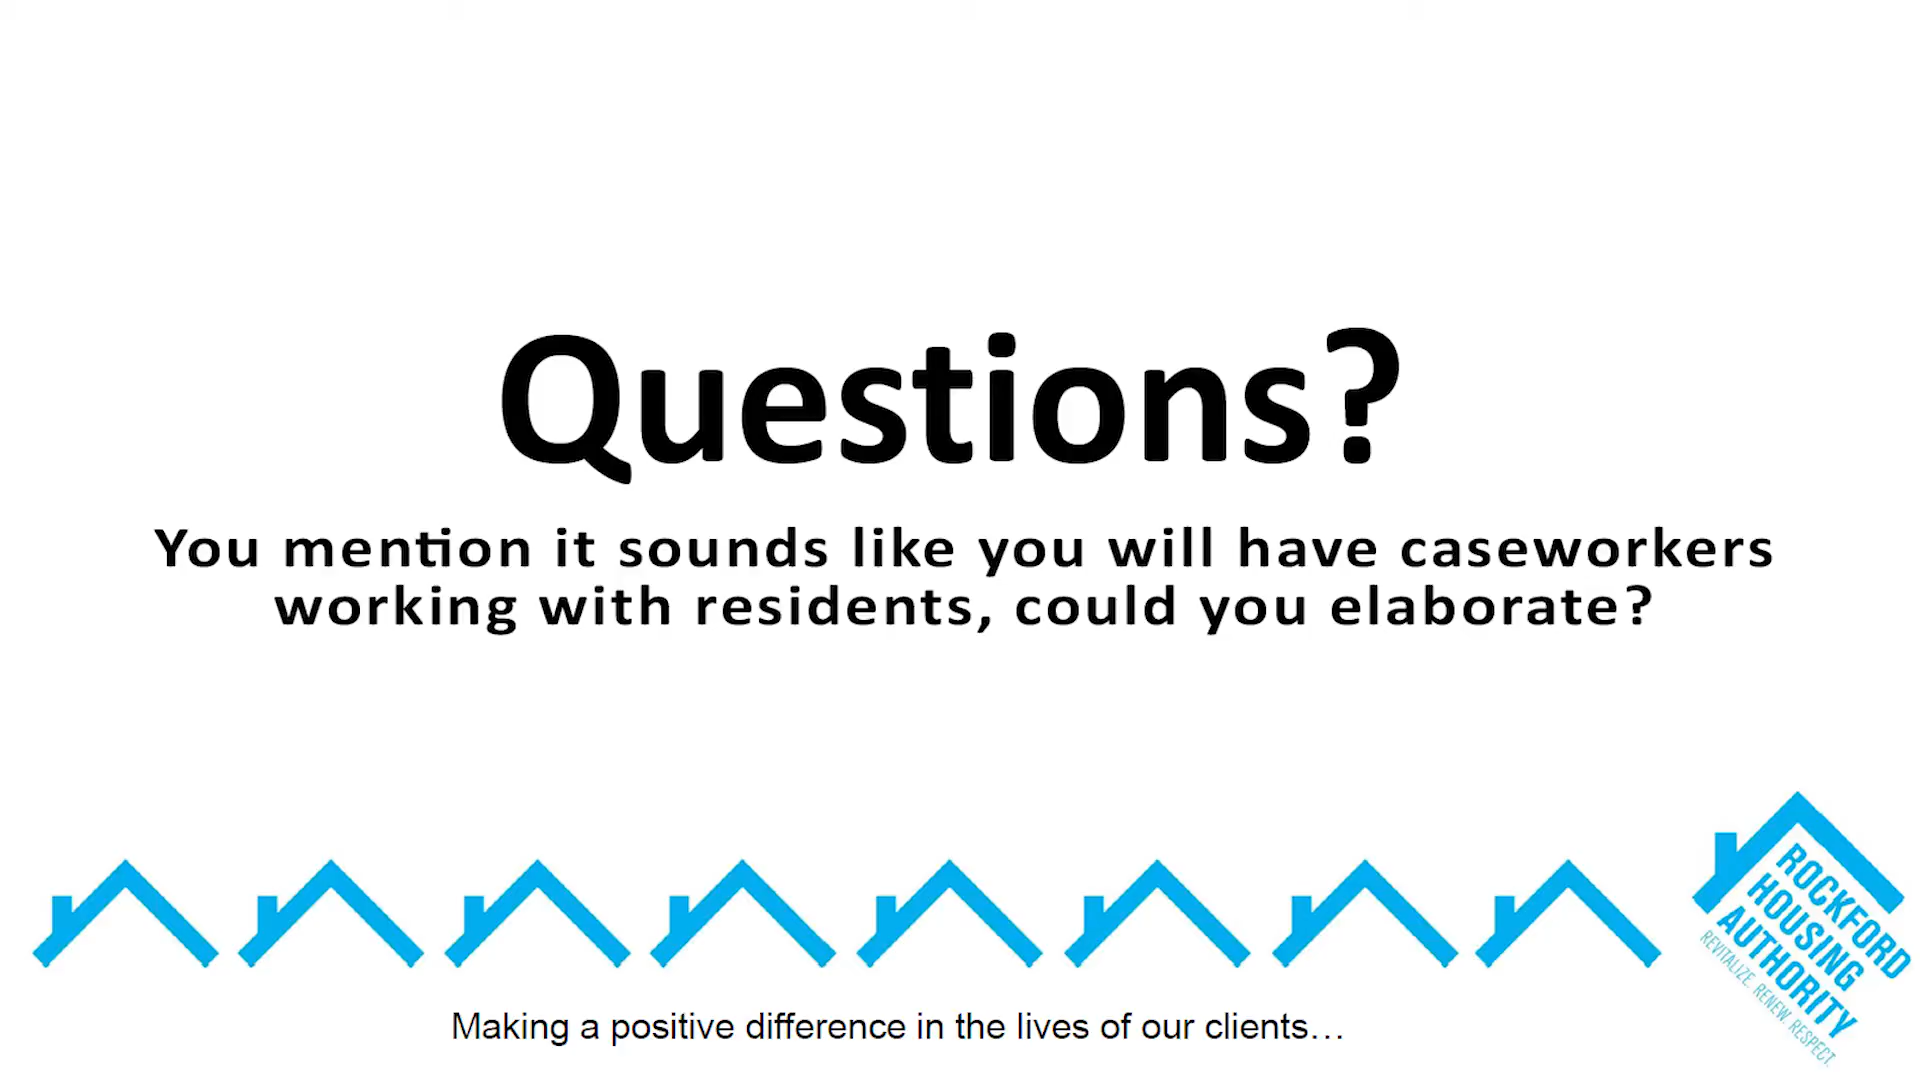 Questions?
You mention it sounds like you will have caseworkers
working with residents, could you elaborate?
ROCKFORD
HOUSING
AUTHORITY
REVITALIZE. RENEW. RESPECT.
Making a positive difference in the lives of our clients…